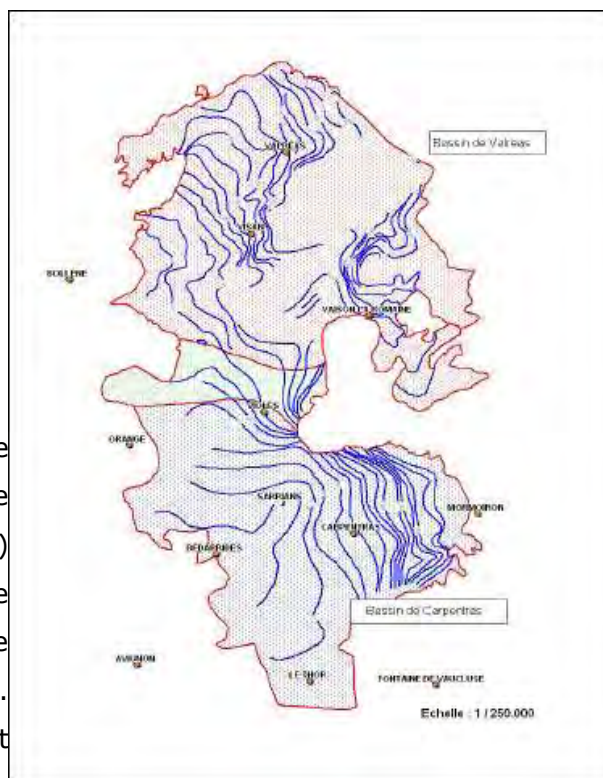 Bassin de Valréas
VALREAS
VISAN
BOLLENE
VAISON LA ROMAINE
ORANGE
SARRIANS
MORMOIRON
CARPENTRAS
BEDARRIDES
Bassin de Carpentras
AVIGNON
LE THOR
FONTAINE DE VAUCLUSE
Echelle : 1 / 250.000
e
e
)
e
e
.
t